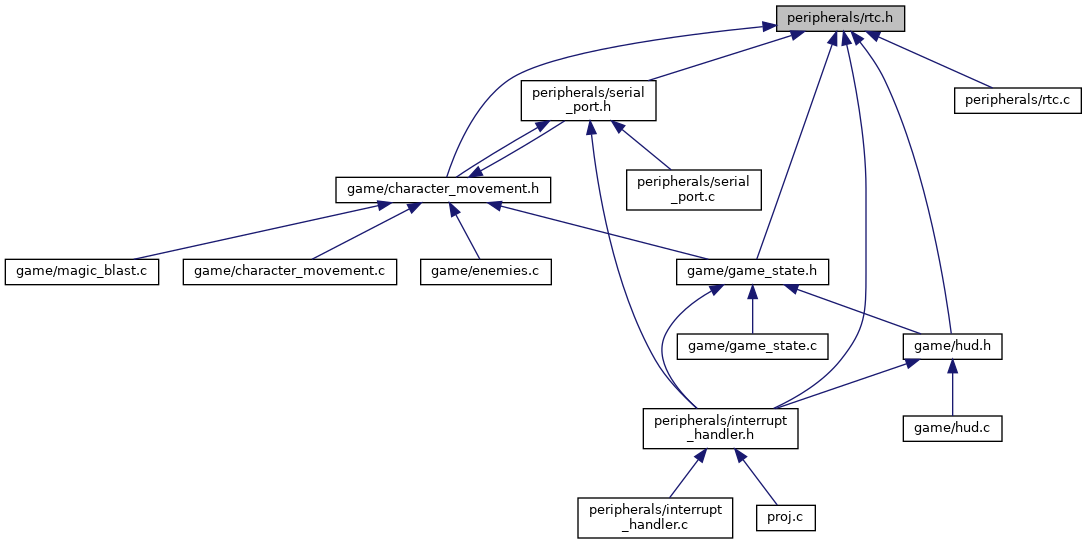 peripherals/rtc.h
peripherals/serial
_port.h
peripherals/rtc.c
game/character_movement.h
peripherals/serial
_port.c
game/magic_blast.c
game/character_movement.c
game/enemies.c
game/game_state.h
game/game_state.c
game/hud.h
peripherals/interrupt
_handler.h
game/hud.c
peripherals/interrupt
_handler.c
proj.c